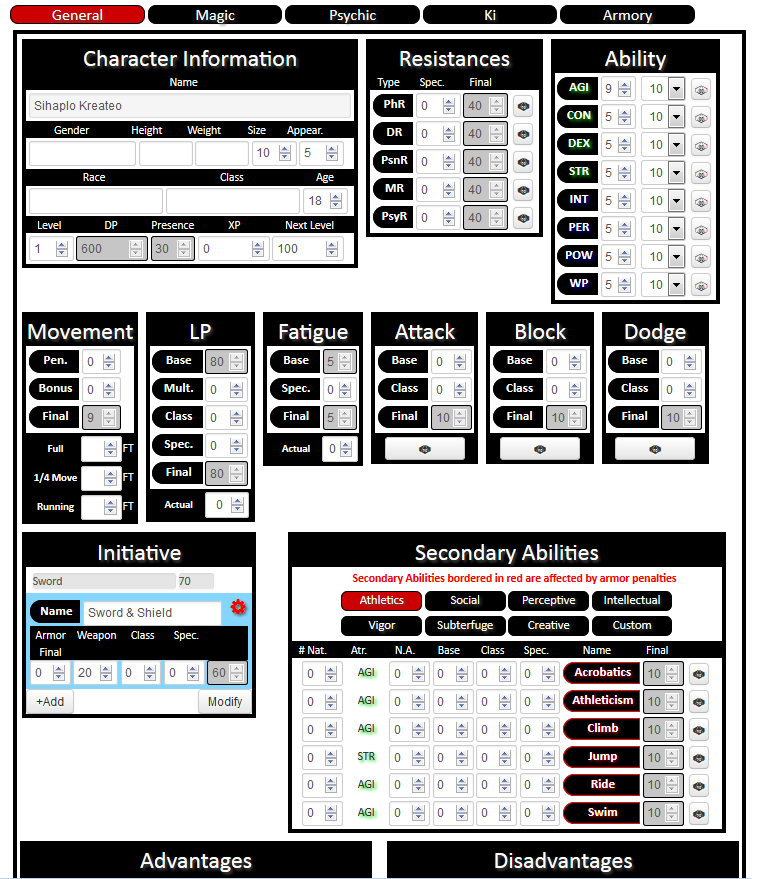 General Magic Psychic Ki Armory
Character Information
Name
Sihaplo Kreateo
Gender Height Weight Size Appear.
10 5
Race Class Age
18
Level DP Presence XP Next Level
1 600 30 0 100
Resistances
Type Spec. Final
PhR 0 40
DR 0 40
PsnR 0 40
MR 0 40
PsyR 0 40
Ability
AGI 9 10
CON 5 10
DEX 5 10
STR 5 10
INT 5 10
PER 5 10
POW 5 10
WP 5 10
Movement
Pen. 0
Bonus 0
Final 9
Full FT
1/4 Move FT
Running FT
LP
Base 80
Mult. 0
Class 0
Spec. 0
Final 80
Actual 0
Fatigue
Base 5
Spec. 0
Final 5
Actual 0
Attack
Base 0
Class 0
Final 10
Block
Base 0
Class 0
Final 10
Dodge
Base 0
Class 0
Final 10
Initiative
Sword 70
Name Sword & Shield
Armor Weapon Class Spec.
Final
0 20 0 0 60
+Add Modify
Secondary Abilities
Secondary Abilities bordered in red are affected by armor penalties
Athletics Social Perceptive Intellectual
Vigor Subterfuge Creative Custom
# Nat. Atr. N.A. Base Class Spec. Name Final
0 AGI 0 0 0 0 Acrobatics 10
0 AGI 0 0 0 0 Athleticism 10
0 AGI 0 0 0 0 Climb 10
0 STR 0 0 0 0 Jump 10
0 AGI 0 0 0 0 Ride 10
0 AGI 0 0 0 0 Swim 10
Advantages
Disadvantages